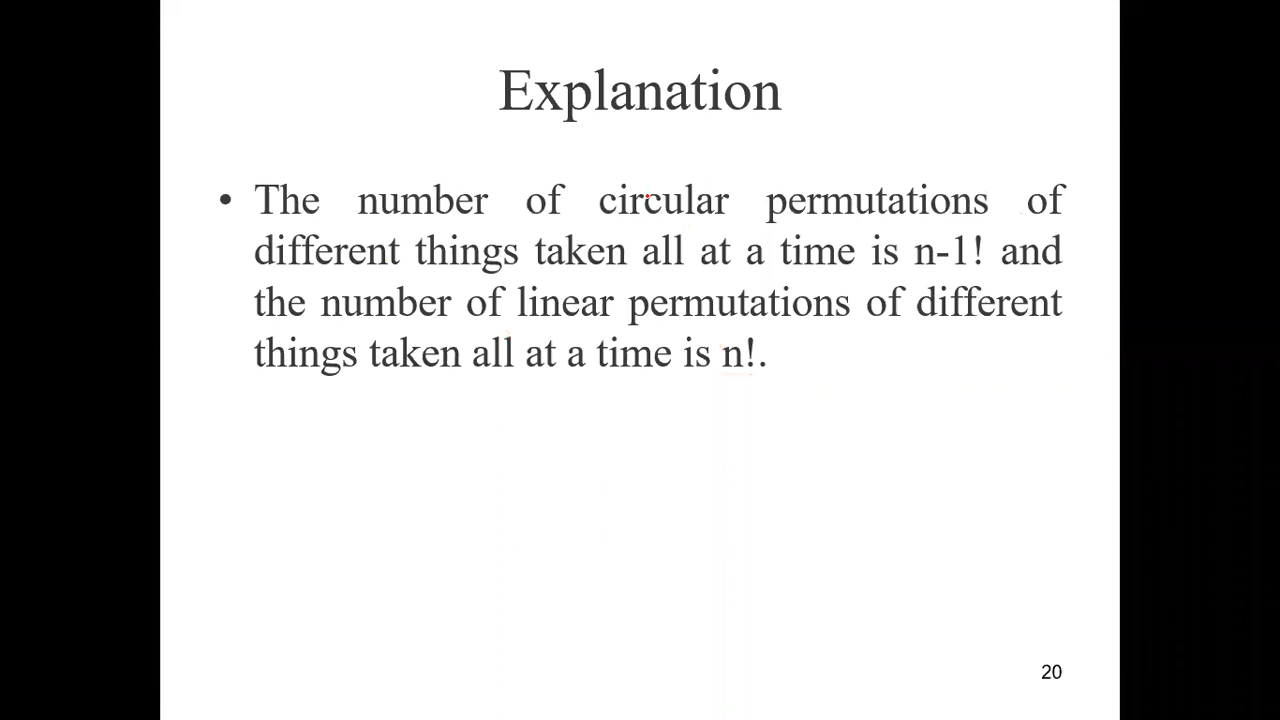 Explanation
• The number of circular permutations of
different things taken all at a time is n-1! and
the number of linear permutations of different
things taken all at a time is n!.
20